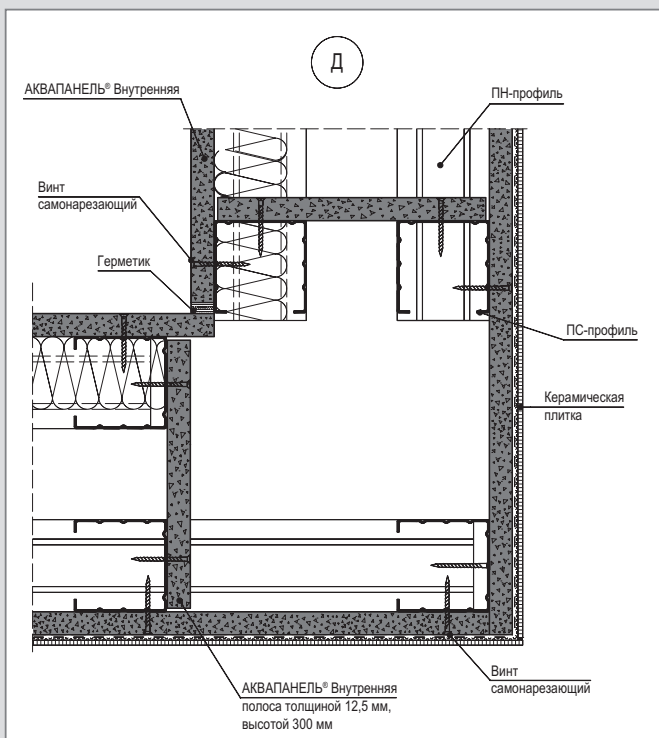 Д
АКВАПАНЕЛЬ® Внутренняя
ПН-профиль
Винт
самонарезающий
Герметик
ПС-профиль
Керамическая
плитка
АКВАПАНЕЛЬ® Внутренняя
полоса толщиной 12,5 мм,
высотой 300 мм
Винт
самонарезающий